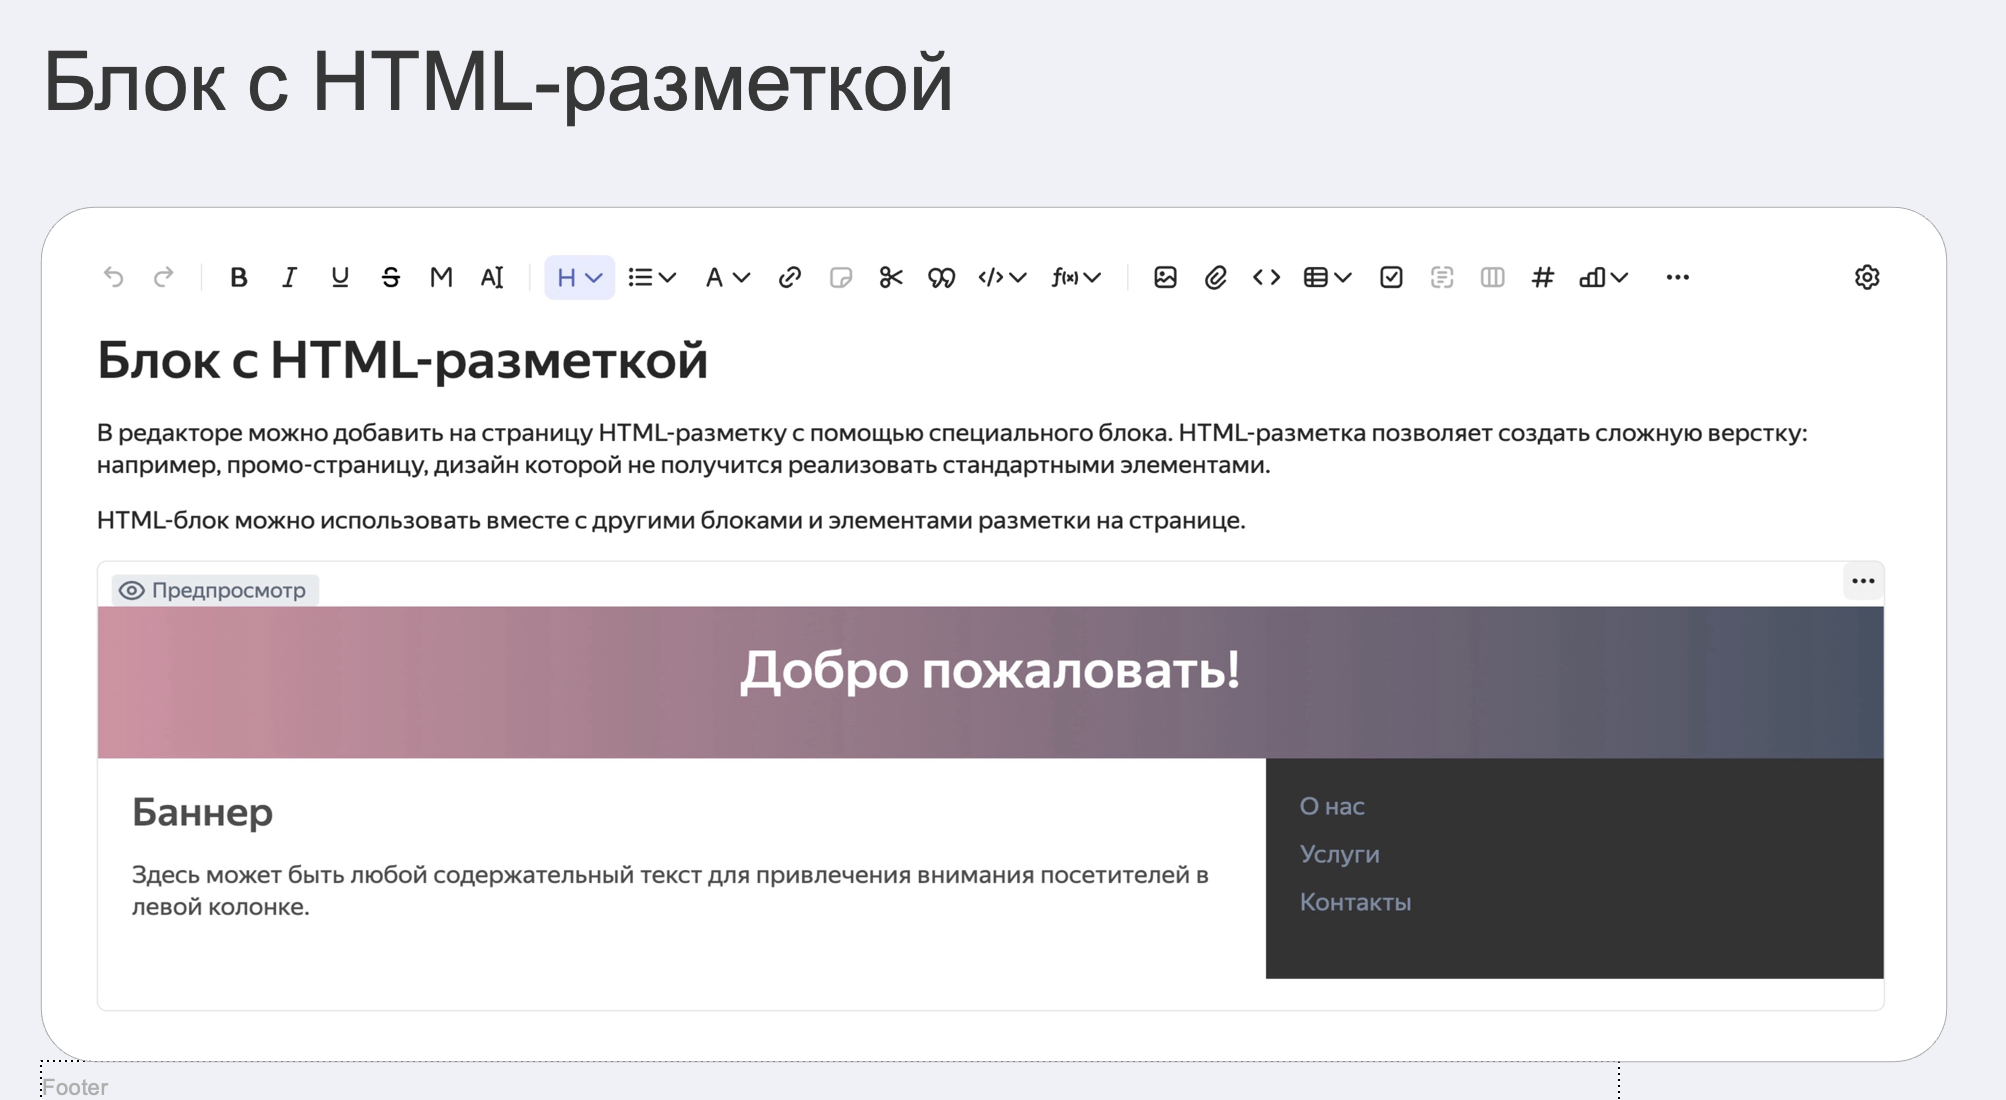 Блок с HTML-разметкой
B I U S M AI H A </> f(x) < > #
Блок с HTML-разметкой
В редакторе можно добавить на страницу HTML-разметку с помощью специального блока. HTML-разметка позволяет создать сложную верстку:
например, промо-страницу, дизайн которой не получится реализовать стандартными элементами.
HTML-блок можно использовать вместе с другими блоками и элементами разметки на странице.
Предпросмотр
Добро пожаловать!
Баннер
Здесь может быть любой содержательный текст для привлечения внимания посетителей в
левой колонке.
О нас
Услуги
Контакты
Footer